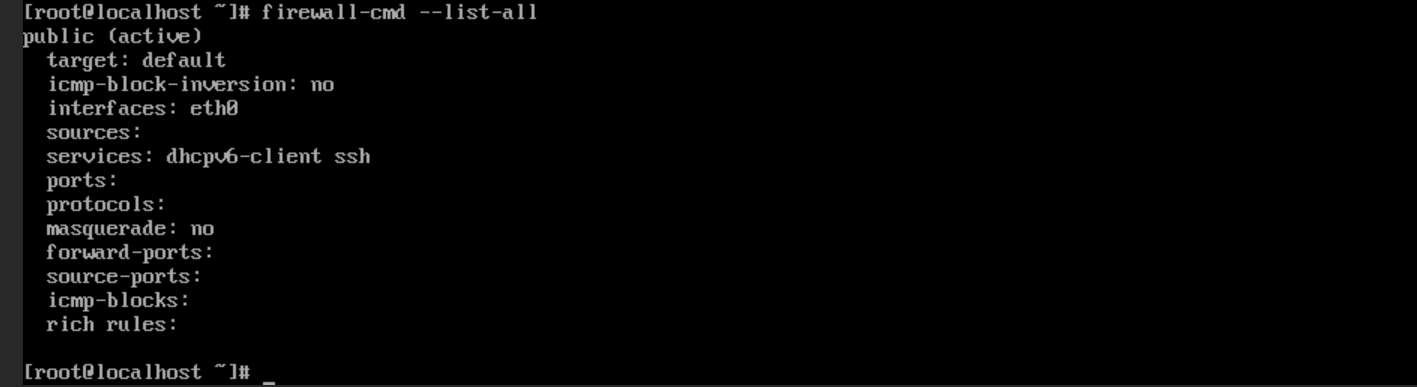 [root@localhost ~]# firewall-cmd --list-all
public (active)
  target: default
  icmp-block-inversion: no
  interfaces: eth0
  sources:
  services: dhcpv6-client ssh
  ports:
  protocols:
  masquerade: no
  forward-ports:
  source-ports:
  icmp-blocks:
  rich rules:

[root@localhost ~]# _